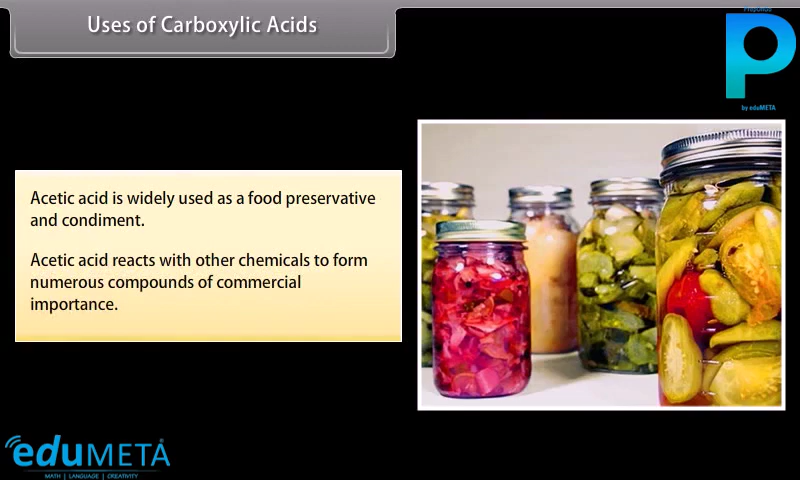 Uses of Carboxylic Acids
P
by eduMETA
Acetic acid is widely used as a food preservative
and condiment.
Acetic acid reacts with other chemicals to form
numerous compounds of commercial
importance.
eduMETA
MATH | LANGUAGE | CREATIVITY